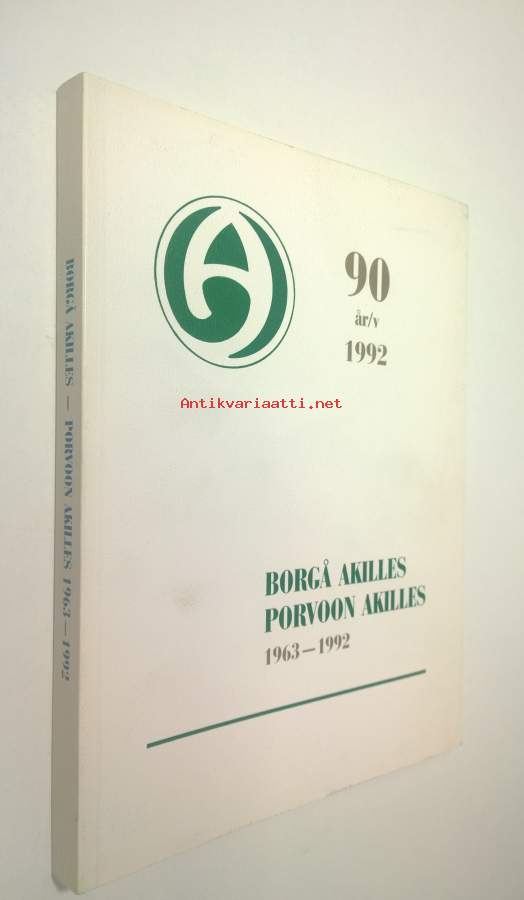 90
år/v
1992
Antikvariaatti.net
BORGÅ AKILLES
PORVOON AKILLES
1963—1992
BORGÅ AKILLES — PORVOON AKILLES 1963—1992